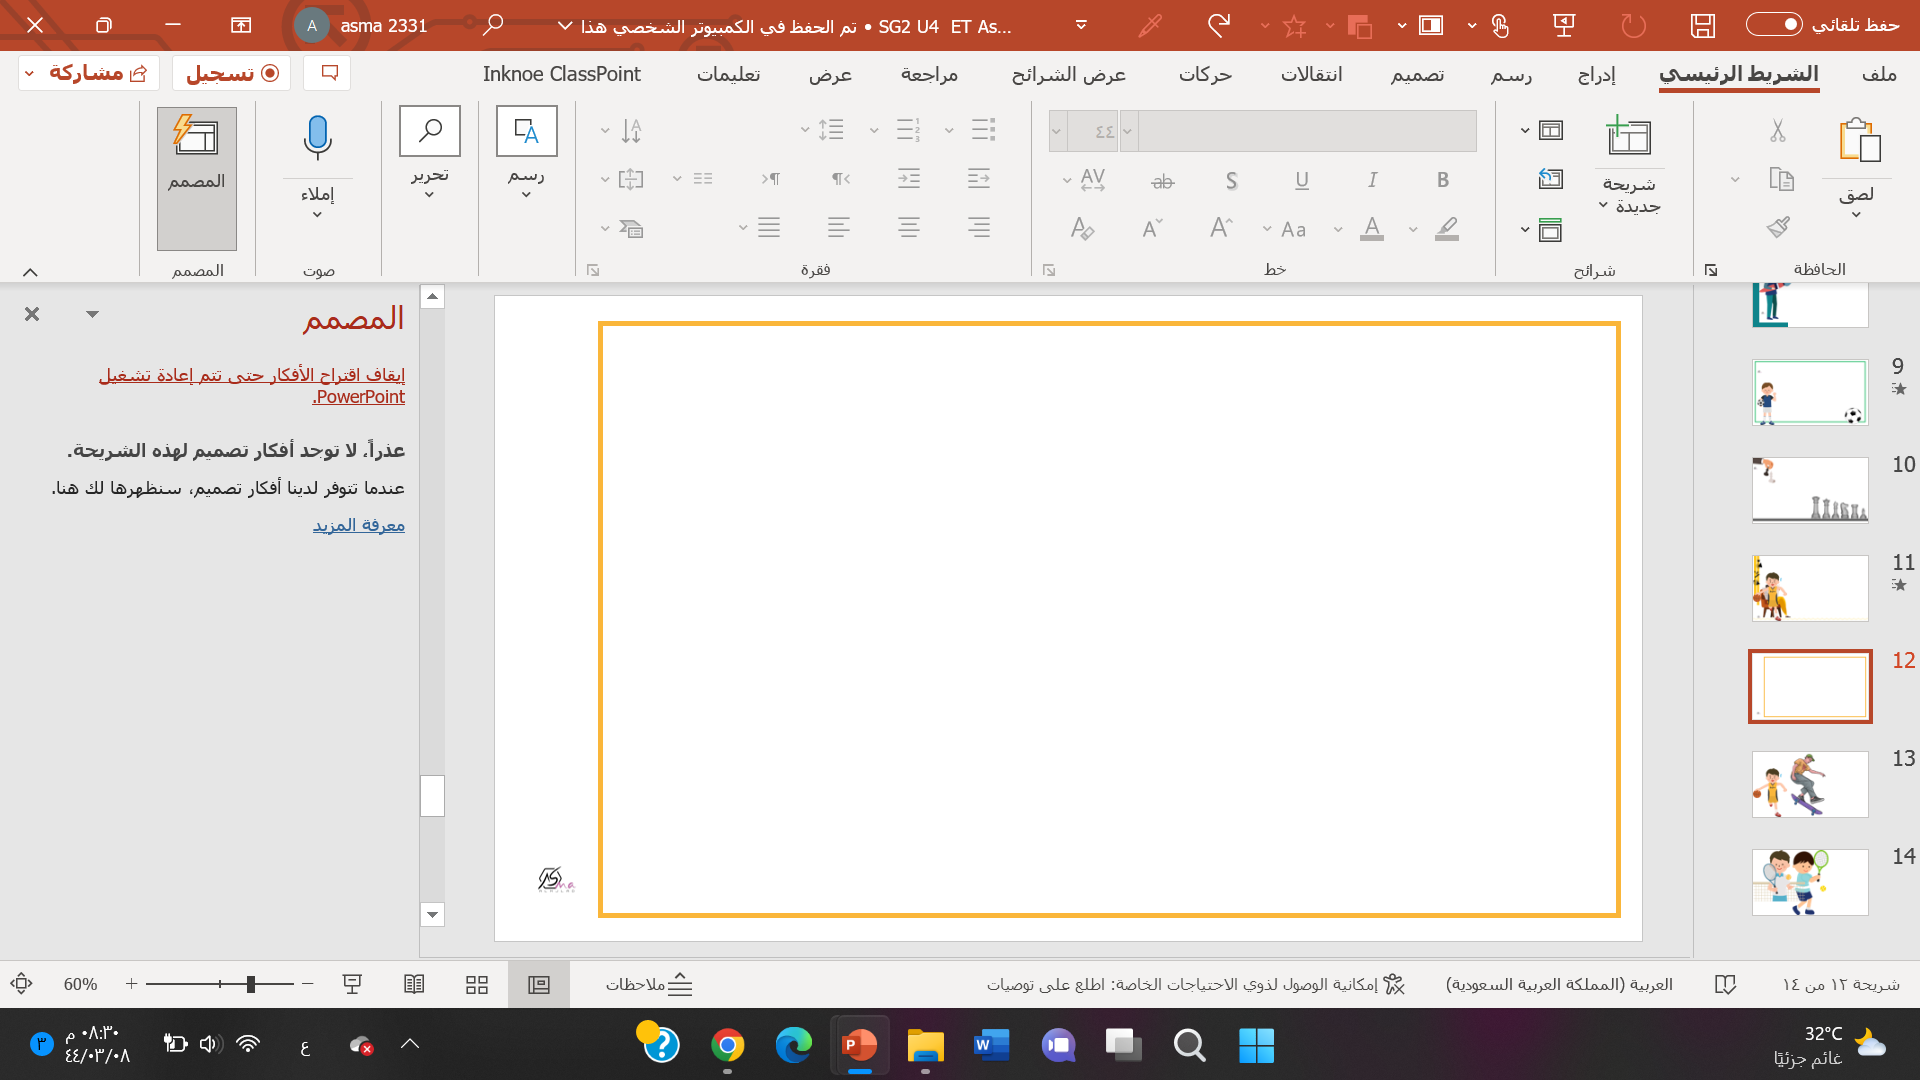 حفظ تلقائي
SG2 U4 ET As... • تم الحفظ في الكمبيوتر الشخصي هذا
asma 2331
A
ملف
الشريط الرئيسي
إدراج
رسم
تصميم
انتقالات
حركات
عرض الشرائح
مراجعة
عرض
تعليمات
Inknoe ClassPoint
تسجيل
مشاركة
لصق
الحافظة
شريحة
جديدة
شرائح
٤٤
خط
فقرة
رسم
تحرير
إملاء
صوت
المصمم
المصمم
9
10
11
12
13
14
المصمم
إيقاف اقتراح الأفكار حتى تتم إعادة تشغيل
PowerPoint.
عذراً، لا توجد أفكار تصميم لهذه الشريحة.
عندما تتوفر لدينا أفكار تصميم، سنظهرها لك هنا.
معرفة المزيد
شريحة ١٢ من ١٤
العربية (المملكة العربية السعودية)
إمكانية الوصول لذوي الاحتياجات الخاصة: اطلع على توصيات
ملاحظات
60%
32°C
غائم جزئيًا
ع
٠٨:٣٠ م
٤٤/٠٣/٠٨
٣